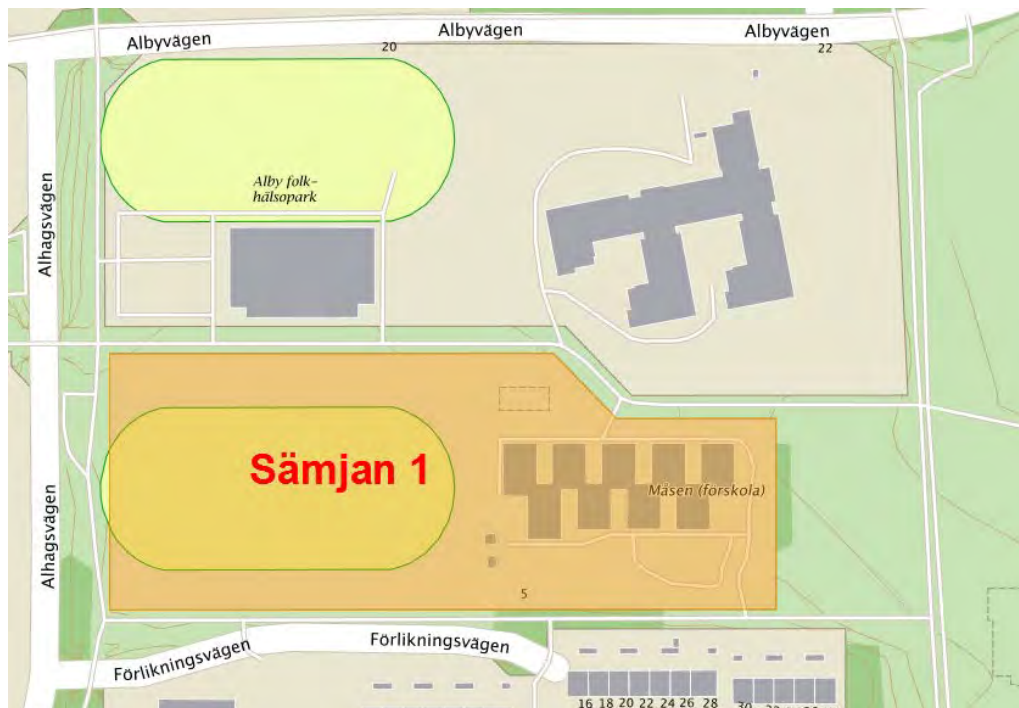 Albyvägen
Albyvägen
Albyvägen
20
22
Alby folk-
hälsopark
Alhagsvägen
Sämjan 1
Måsen (förskola)
Alhagsvägen
5
Förlikningsvägen
Förlikningsvägen
16 18 20 22 24 26 28
30